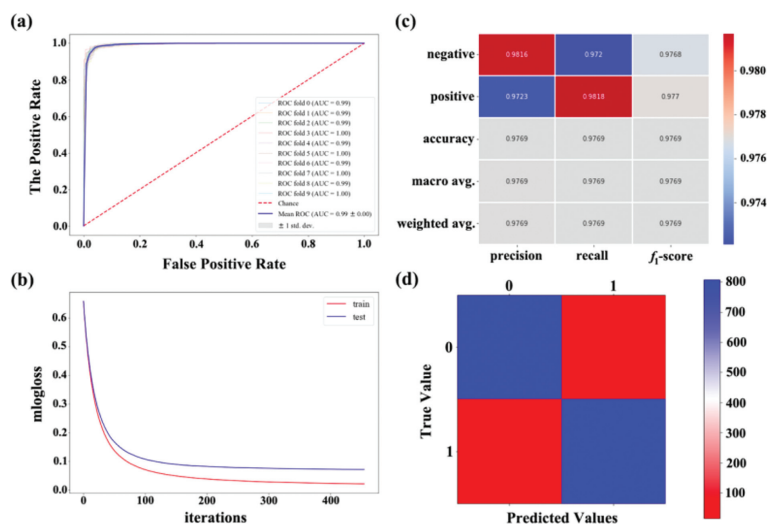 (a)
The Positive Rate
1.0
0.8
0.6
0.4
0.2
0.0
ROC fold 0 (AUC = 0.99)
ROC fold 1 (AUC = 0.99)
ROC fold 2 (AUC = 0.99)
ROC fold 3 (AUC = 1.00)
ROC fold 4 (AUC = 0.99)
ROC fold 5 (AUC = 1.00)
ROC fold 6 (AUC = 0.99)
ROC fold 7 (AUC = 1.00)
ROC fold 8 (AUC = 0.99)
ROC fold 9 (AUC = 1.00)
Chance
Mean ROC (AUC = 0.99 ± 0.00)
± 1 std. dev.
0.0 0.2 0.4 0.6 0.8 1.0
False Positive Rate
(c)
negative 0.9816 0.972 0.9768
positive 0.9723 0.9818 0.977
accuracy 0.9769 0.9769 0.9769
macro avg. 0.9769 0.9769 0.9769
weighted avg. 0.9769 0.9769 0.9769
precision recall f1-score
0.980
0.978
0.976
0.974
(b)
mlogloss
0.6
0.5
0.4
0.3
0.2
0.1
0.0
train
test
0 100 200 300 400
iterations
(d)
0 1
True Value
0
1
Predicted Values
800
700
600
500
400
300
200
100